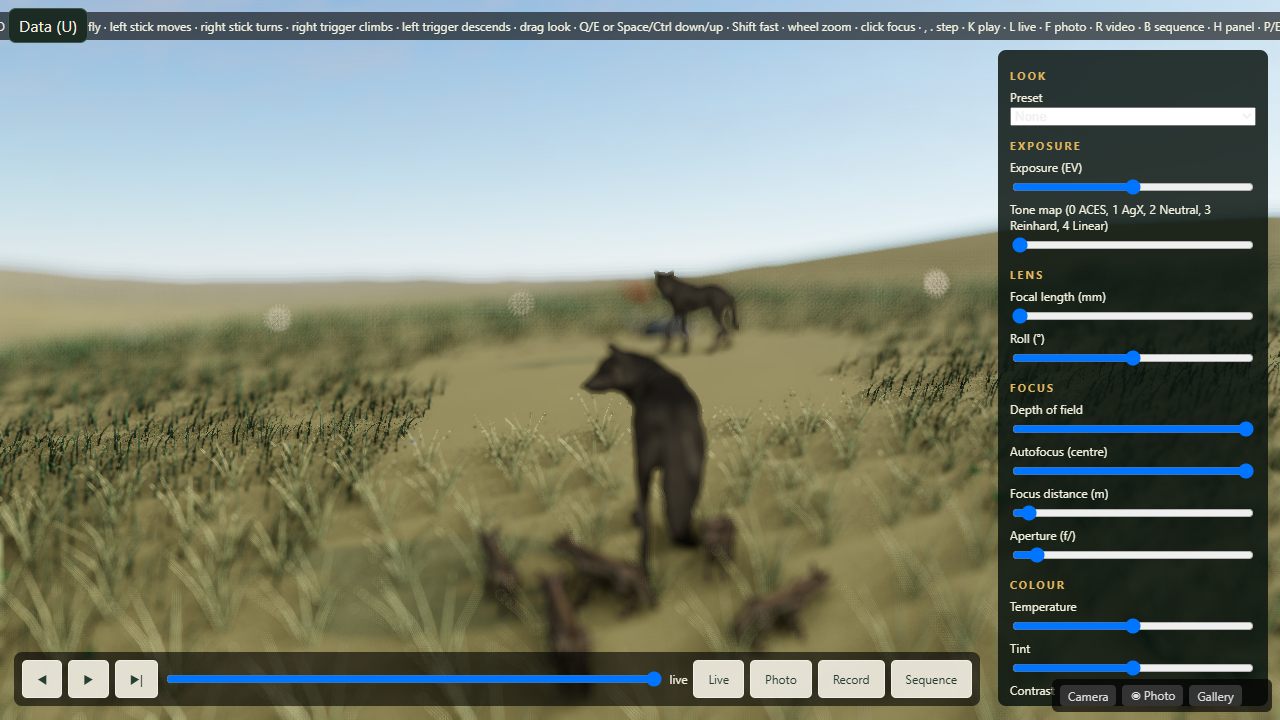 Data (U)
fly · left stick moves · right stick turns · right trigger climbs · left trigger descends · drag look · Q/E or Space/Ctrl down/up · Shift fast · wheel zoom · click focus · , . step · K play · L live · F photo · R video · B sequence · H panel · P/E
LOOK
Preset
None
EXPOSURE
Exposure (EV)
Tone map (0 ACES, 1 AgX, 2 Neutral, 3
Reinhard, 4 Linear)
LENS
Focal length (mm)
Roll (°)
FOCUS
Depth of field
Autofocus (centre)
Focus distance (m)
Aperture (f/)
COLOUR
Temperature
Tint
Contrast
live
Live
Photo
Record
Sequence
Camera
◉ Photo
Gallery